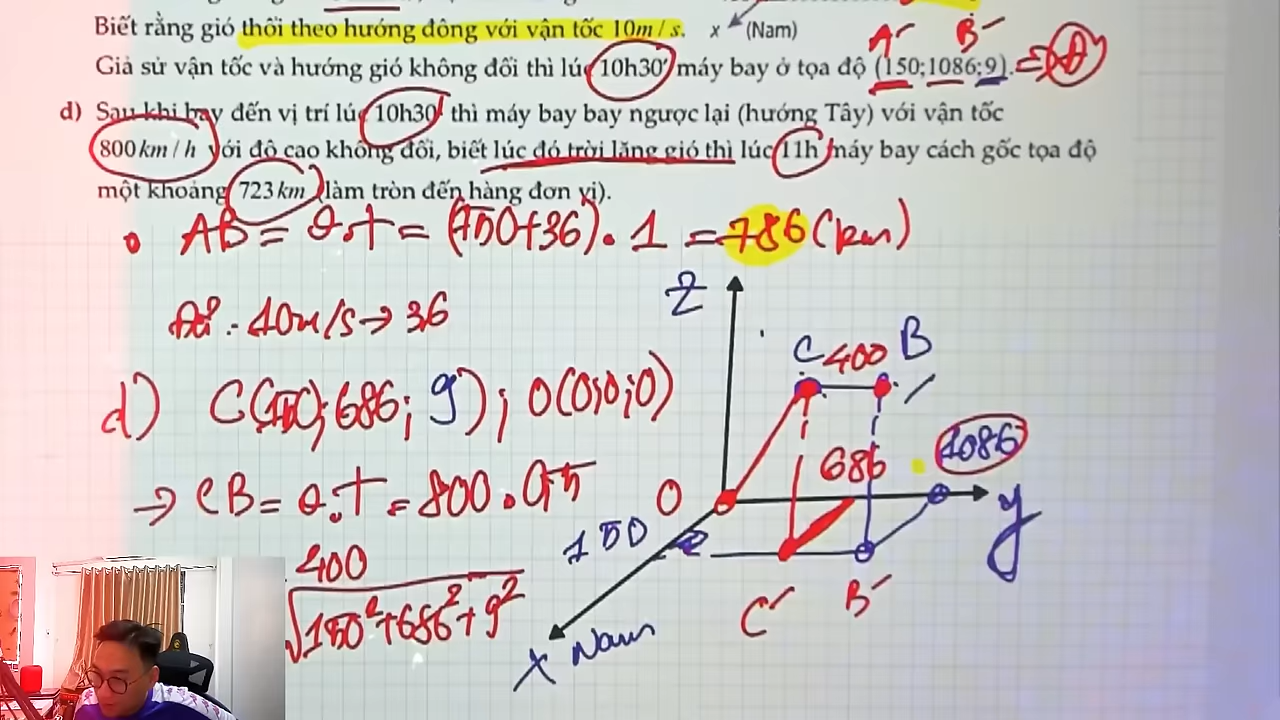 Biết rằng gió thổi theo hướng đông với vận tốc 10m / s. x (Nam)
A' B'
Giả sử vận tốc và hướng gió không đổi thì lúc 10h30' máy bay ở tọa độ (150;1086;9). => Đ
d) Sau khi bay đến vị trí lúc 10h30' thì máy bay bay ngược lại (hướng Tây) với vận tốc
800km / h với độ cao không đổi, biết lúc đó trời lặng gió thì lúc 11h máy bay cách gốc tọa độ
một khoảng 723km (làm tròn đến hàng đơn vị).
AB = v.t = (750+36).1 = 786 (km)
Đổi: 10m/s → 36
d) C(150; 686; 9); O(0;0;0)
→ CB = v.t = 800.0,5
400
√150²+686²+9²
z
C 400 B
686 1086
O y
150
C' B'
x Nam